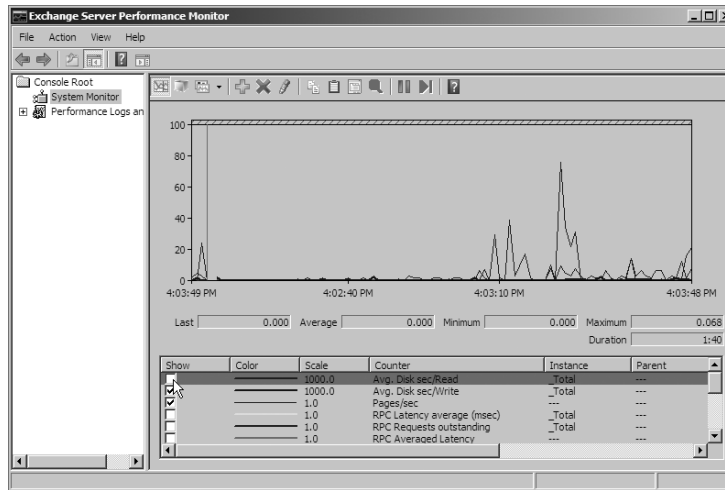 Exchange Server Performance Monitor
File Action View Help
Console Root
System Monitor
Performance Logs an
100
80
60
40
20
0
4:03:49 PM 4:02:40 PM 4:03:10 PM 4:03:48 PM
Last 0.000 Average 0.000 Minimum 0.000 Maximum 0.068
Duration 1:40
Show Color Scale Counter Instance Parent
1000.0 Avg. Disk sec/Read _Total ---
1000.0 Avg. Disk sec/Write _Total ---
1.0 Pages/sec --- ---
1.0 RPC Latency average (msec) _Total ---
1.0 RPC Requests outstanding _Total ---
1.0 RPC Averaged Latency --- ---